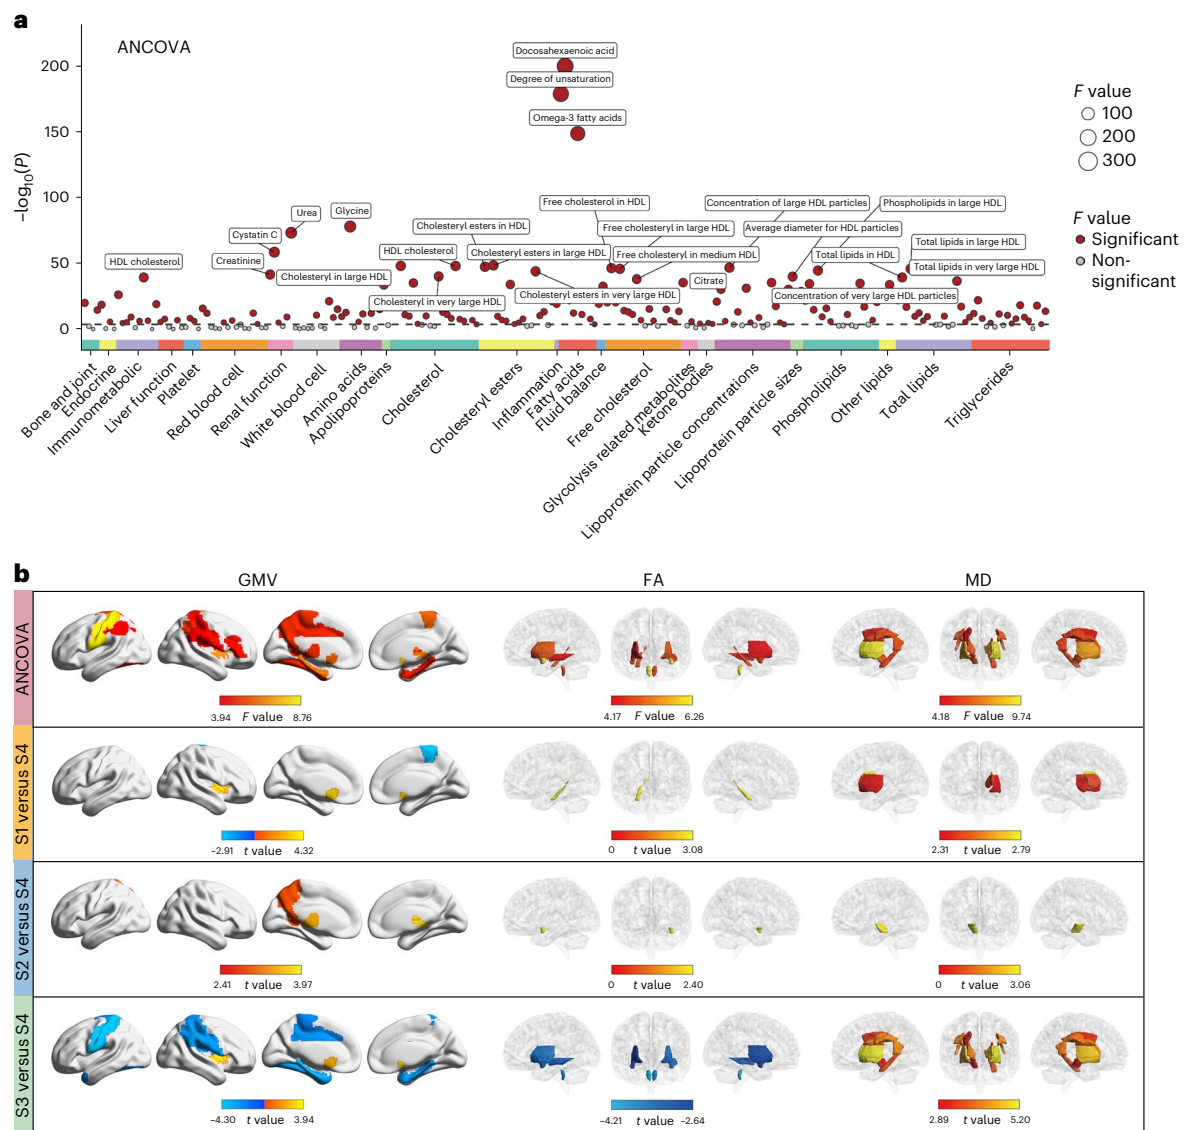 a
ANCOVA
−log10(P)
200
150
100
50
0
Docosahexaenoic acid
Degree of unsaturation
Omega-3 fatty acids
F value
100
200
300
F value
Significant
Non-
significant
Urea
Glycine
Cystatin C
Creatinine
HDL cholesterol
Cholesteryl in large HDL
HDL cholesterol
Cholesteryl esters in HDL
Cholesteryl esters in large HDL
Cholesteryl in very large HDL
Cholesteryl esters in very large HDL
Free cholesterol in HDL
Free cholesteryl in large HDL
Free cholesteryl in medium HDL
Citrate
Concentration of large HDL particles
Average diameter for HDL particles
Phospholipids in large HDL
Total lipids in HDL
Total lipids in large HDL
Total lipids in very large HDL
Concentration of very large HDL particles
Bone and joint
Endocrine
Immunometabolic
Liver function
Platelet
Red blood cell
Renal function
White blood cell
Amino acids
Apolipoproteins
Cholesterol
Cholesteryl esters
Inflammation
Fatty acids
Fluid balance
Free cholesterol
Glycolysis related metabolites
Ketone bodies
Lipoprotein particle concentrations
Lipoprotein particle sizes
Phospholipids
Other lipids
Total lipids
Triglycerides
b
GMV
FA
MD
ANCOVA
3.94 F value 8.76
4.17 F value 6.26
4.18 F value 9.74
S1 versus S4
−2.91 t value 4.32
0 t value 3.08
2.31 t value 2.79
S2 versus S4
2.41 t value 3.97
0 t value 2.40
0 t value 3.06
S3 versus S4
−4.30 t value 3.94
−4.21 t value −2.64
2.89 t value 5.20